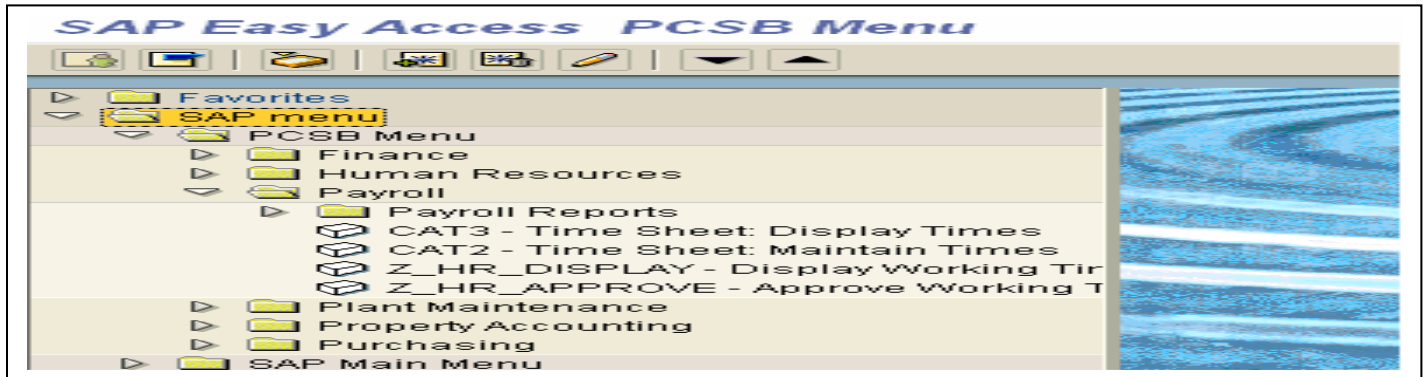 SAP Easy Access PCSB Menu
Favorites
SAP menu
PCSB Menu
Finance
Human Resources
Payroll
Payroll Reports
CAT3 - Time Sheet: Display Times
CAT2 - Time Sheet: Maintain Times
Z_HR_DISPLAY - Display Working Tir
Z_HR_APPROVE - Approve Working T
Plant Maintenance
Property Accounting
Purchasing
SAP Main Menu